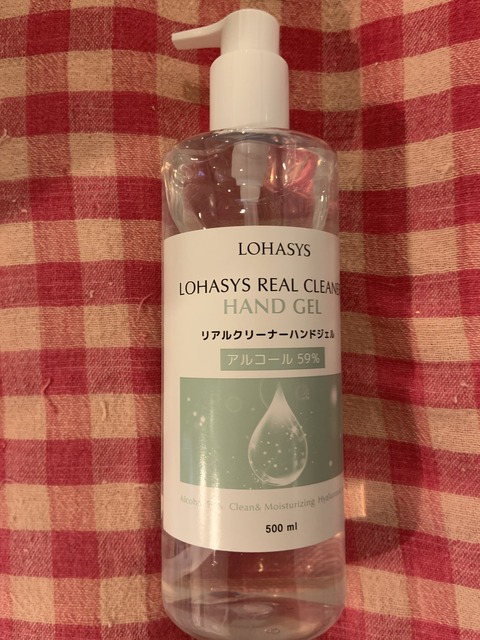 LOHASYS
LOHASYS REAL CLEANE
HAND GEL
リアルクリーナーハンドジェル
アルコール 59%
Clean& Moisturizing
500 ml